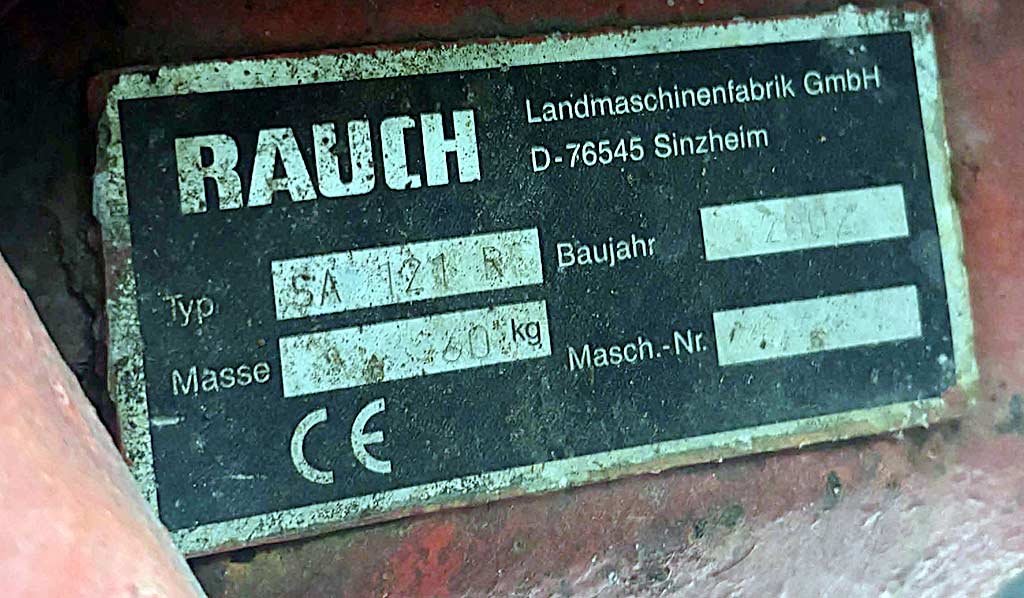 RAUCH
Landmaschinenfabrik GmbH
D-76545 Sinzheim
Typ SA 121 R
Baujahr
Masse kg
Masch.-Nr.
CE